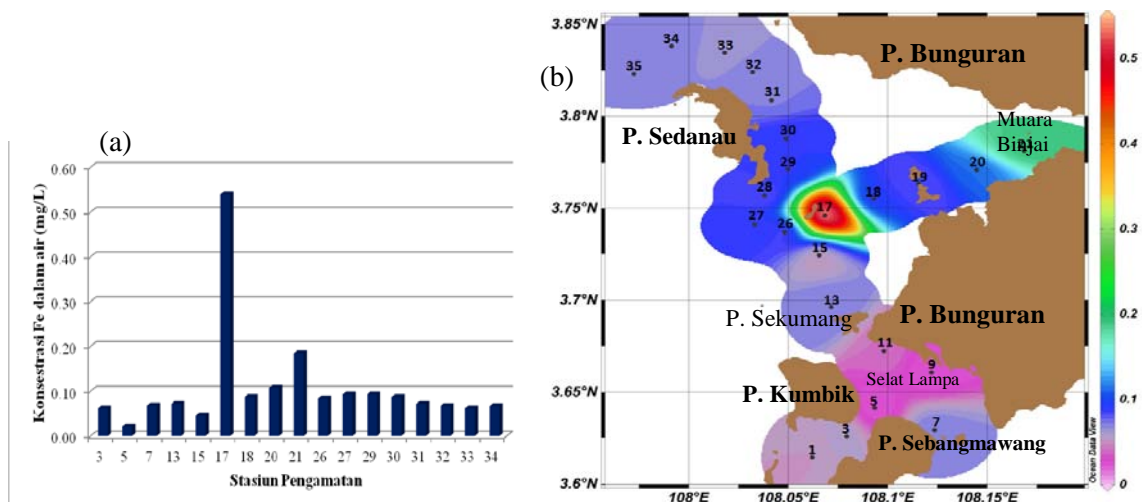 (a)
Konsestrasi Fe dalam air (mg/L)
0.60
0.50
0.40
0.30
0.20
0.10
0.00
3 5 7 13 15 17 18 20 21 26 27 29 30 31 32 33 34
Stasiun Pengamatan
(b)
3.85°N
3.8°N
3.75°N
3.7°N
3.65°N
3.6°N
34
33
35
32
31
P. Bunguran
P. Sedanau
30
Muara
Binjai
21
29
20
28
19
18
17
27
26
15
13
P. Sekumang
P. Bunguran
11
9
Selat Lampa
P. Kumbik
5
3
7
P. Sebangmawang
1
108°E
108.05°E
108.1°E
108.15°E
Ocean Data View
0.5
0.4
0.3
0.2
0.1
0